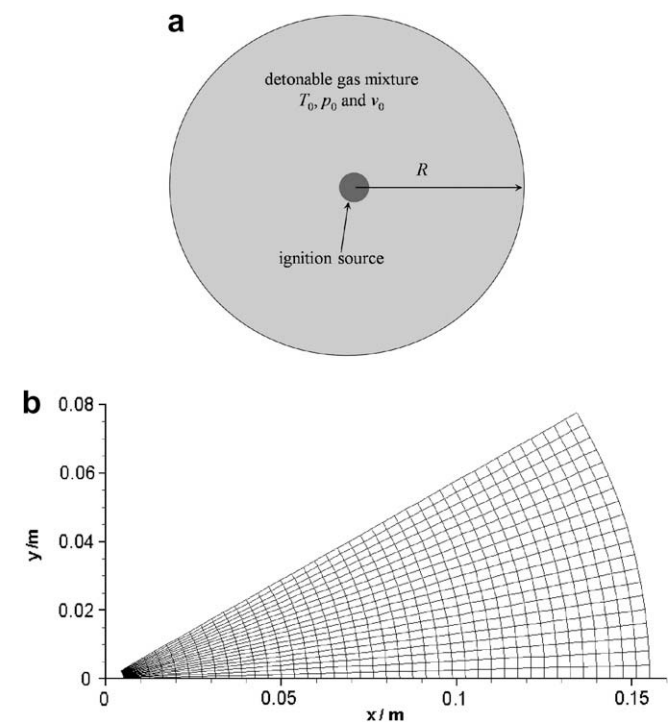 a
detonable gas mixture
T₀, p₀ and v₀
R
ignition source
b
0.08
0.06
0.04
0.02
0
y/m
0 0.05 0.1 0.15
x/ m